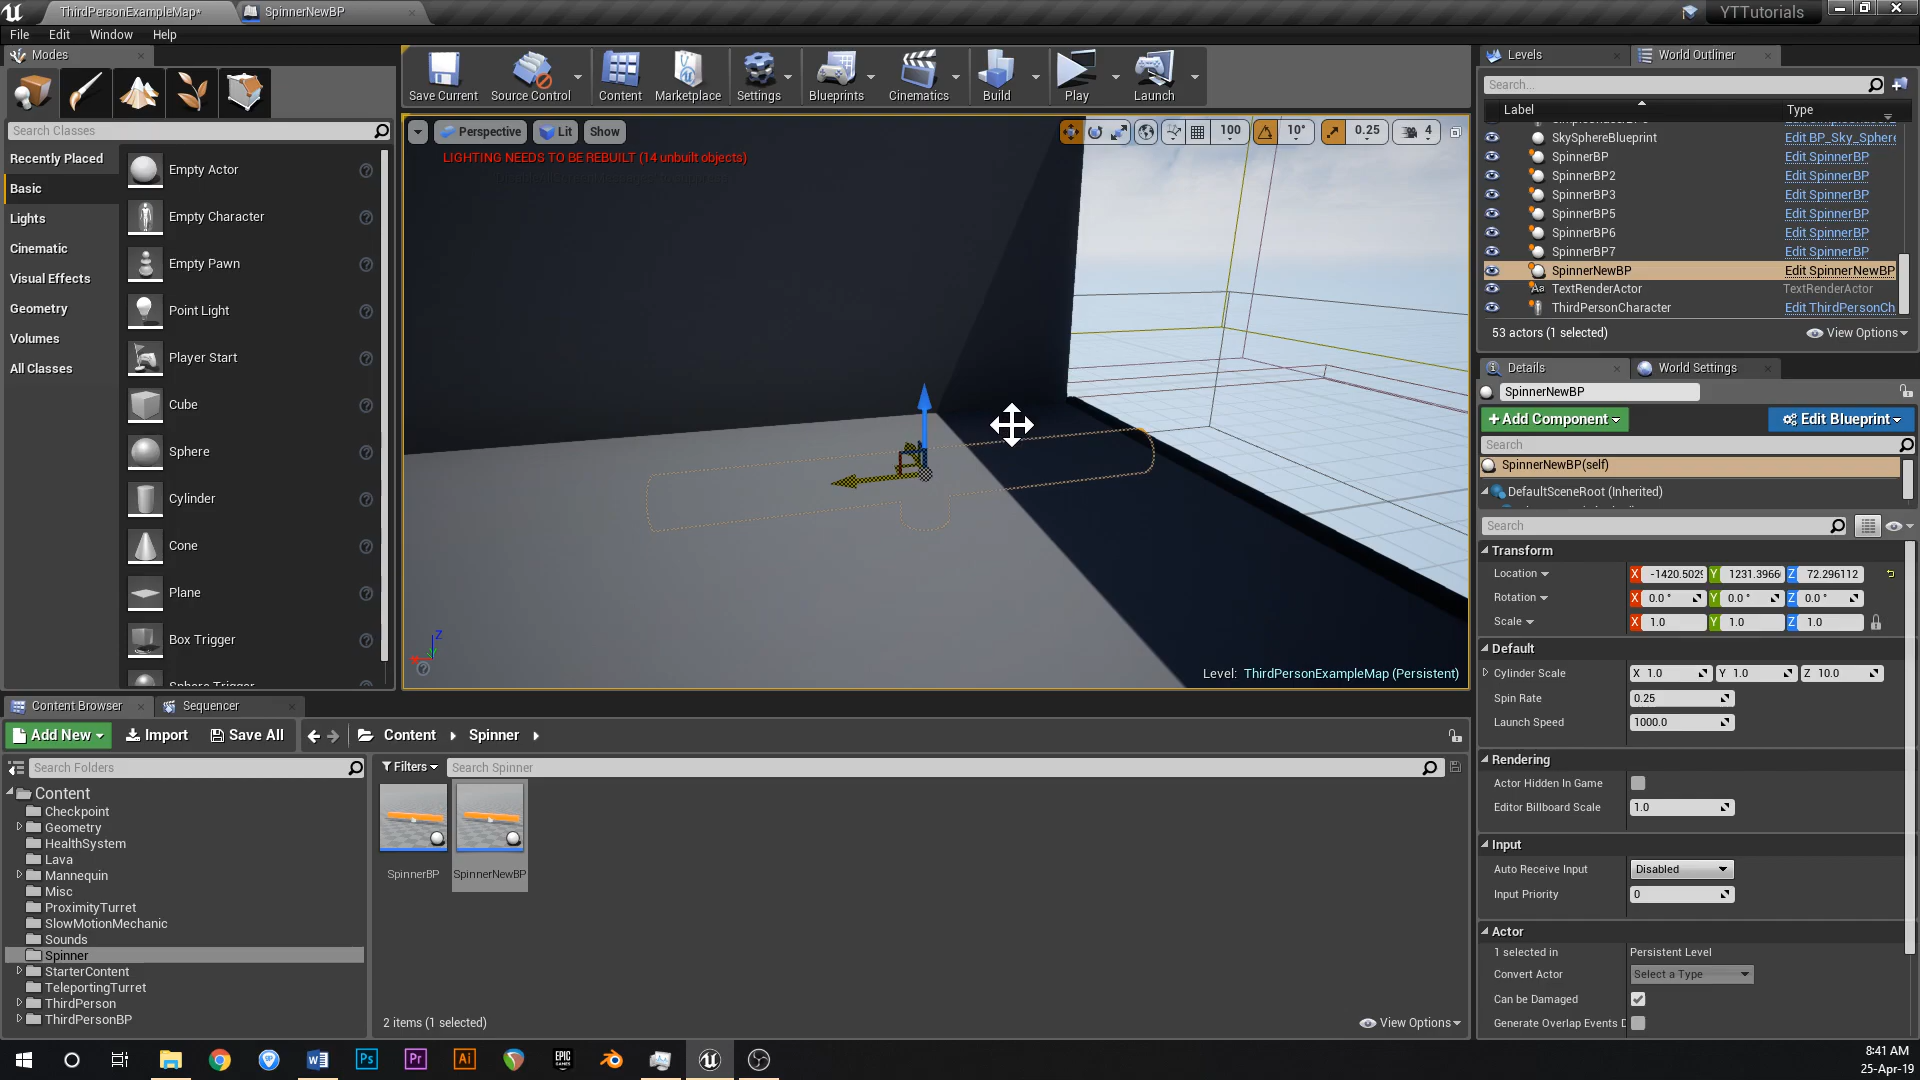 ThirdPersonExampleMap*
SpinnerNewBP
YTTutorials
File Edit Window Help
Modes
Search Classes
Recently Placed
Basic
Lights
Cinematic
Visual Effects
Geometry
Volumes
All Classes
Empty Actor
Empty Character
Empty Pawn
Point Light
Player Start
Cube
Sphere
Cylinder
Cone
Plane
Box Trigger
Sphere Trigger
Save Current Source Control Content Marketplace Settings Blueprints Cinematics Build Play Launch
Perspective Lit Show
100 10° 0.25 4
LIGHTING NEEDS TO BE REBUILT (14 unbuilt objects)
Z
Level: ThirdPersonExampleMap (Persistent)
Levels World Outliner
Search...
Label Type
SkySphereBlueprint Edit BP_Sky_Sphere
SpinnerBP Edit SpinnerBP
SpinnerBP2 Edit SpinnerBP
SpinnerBP3 Edit SpinnerBP
SpinnerBP5 Edit SpinnerBP
SpinnerBP6 Edit SpinnerBP
SpinnerBP7 Edit SpinnerBP
SpinnerNewBP Edit SpinnerNewBP
Aa TextRenderActor TextRenderActor
ThirdPersonCharacter Edit ThirdPersonCh
53 actors (1 selected) View Options
Details World Settings
SpinnerNewBP
+Add Component Edit Blueprint
Search
SpinnerNewBP(self)
DefaultSceneRoot (Inherited)
Search
Transform
Location X -1420.5029 Y 1231.3966 Z 72.296112
Rotation X 0.0 ° Y 0.0 ° Z 0.0 °
Scale X 1.0 Y 1.0 Z 1.0
Default
Cylinder Scale X 1.0 Y 1.0 Z 10.0
Spin Rate 0.25
Launch Speed 1000.0
Rendering
Actor Hidden In Game
Editor Billboard Scale 1.0
Input
Auto Receive Input Disabled
Input Priority 0
Actor
1 selected in Persistent Level
Convert Actor Select a Type
Can be Damaged
Generate Overlap Events D
Content Browser Sequencer
Add New Import Save All Content Spinner
Search Folders
Filters Search Spinner
Content
Checkpoint
Geometry
HealthSystem
Lava
Mannequin
Misc
ProximityTurret
SlowMotionMechanic
Sounds
Spinner
StarterContent
TeleportingTurret
ThirdPerson
ThirdPersonBP
SpinnerBP SpinnerNewBP
2 items (1 selected) View Options
Ps Pr Ai EPIC GAMES
8:41 AM
25-Apr-19